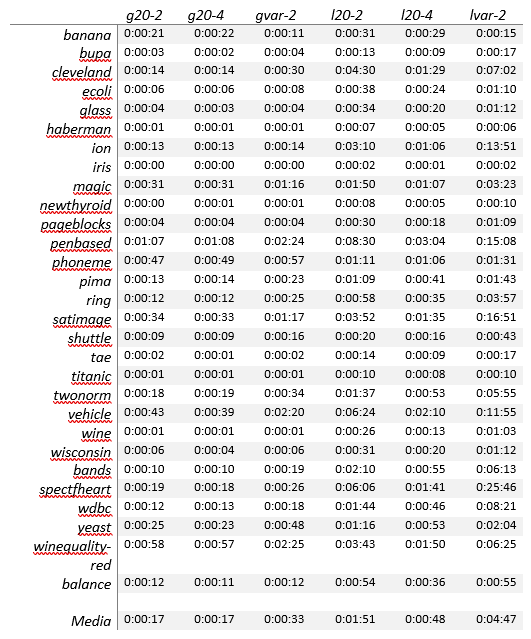 g20-2 g20-4 gvar-2 l20-2 l20-4 lvar-2
banana 0:00:21 0:00:22 0:00:11 0:00:31 0:00:29 0:00:15
bupa 0:00:03 0:00:02 0:00:04 0:00:13 0:00:09 0:00:17
cleveland 0:00:14 0:00:14 0:00:30 0:04:30 0:01:29 0:07:02
ecoli 0:00:06 0:00:06 0:00:08 0:00:38 0:00:24 0:01:10
glass 0:00:04 0:00:03 0:00:04 0:00:34 0:00:20 0:01:12
haberman 0:00:01 0:00:01 0:00:01 0:00:07 0:00:05 0:00:06
ion 0:00:13 0:00:13 0:00:14 0:03:10 0:01:06 0:13:51
iris 0:00:00 0:00:00 0:00:00 0:00:02 0:00:01 0:00:02
magic 0:00:31 0:00:31 0:01:16 0:01:50 0:01:07 0:03:23
newthyroid 0:00:00 0:00:01 0:00:01 0:00:08 0:00:05 0:00:10
pageblocks 0:00:04 0:00:04 0:00:04 0:00:30 0:00:18 0:01:09
penbased 0:01:07 0:01:08 0:02:24 0:08:30 0:03:04 0:15:08
phoneme 0:00:47 0:00:49 0:00:57 0:01:11 0:01:06 0:01:31
pima 0:00:13 0:00:14 0:00:23 0:01:09 0:00:41 0:01:43
ring 0:00:12 0:00:12 0:00:25 0:00:58 0:00:35 0:03:57
satimage 0:00:34 0:00:33 0:01:17 0:03:52 0:01:35 0:16:51
shuttle 0:00:09 0:00:09 0:00:16 0:00:20 0:00:16 0:00:43
tae 0:00:02 0:00:01 0:00:02 0:00:14 0:00:09 0:00:17
titanic 0:00:01 0:00:01 0:00:01 0:00:10 0:00:08 0:00:10
twonorm 0:00:18 0:00:19 0:00:34 0:01:37 0:00:53 0:05:55
vehicle 0:00:43 0:00:39 0:02:20 0:06:24 0:02:10 0:11:55
wine 0:00:01 0:00:01 0:00:01 0:00:26 0:00:13 0:01:03
wisconsin 0:00:06 0:00:04 0:00:06 0:00:31 0:00:20 0:01:12
bands 0:00:10 0:00:10 0:00:19 0:02:10 0:00:55 0:06:13
spectfheart 0:00:19 0:00:18 0:00:26 0:06:06 0:01:41 0:25:46
wdbc 0:00:12 0:00:13 0:00:18 0:01:44 0:00:46 0:08:21
yeast 0:00:25 0:00:23 0:00:48 0:01:16 0:00:53 0:02:04
winequality- 0:00:58 0:00:57 0:02:25 0:03:43 0:01:50 0:06:25
red
balance 0:00:12 0:00:11 0:00:12 0:00:54 0:00:36 0:00:55
Media 0:00:17 0:00:17 0:00:33 0:01:51 0:00:48 0:04:47